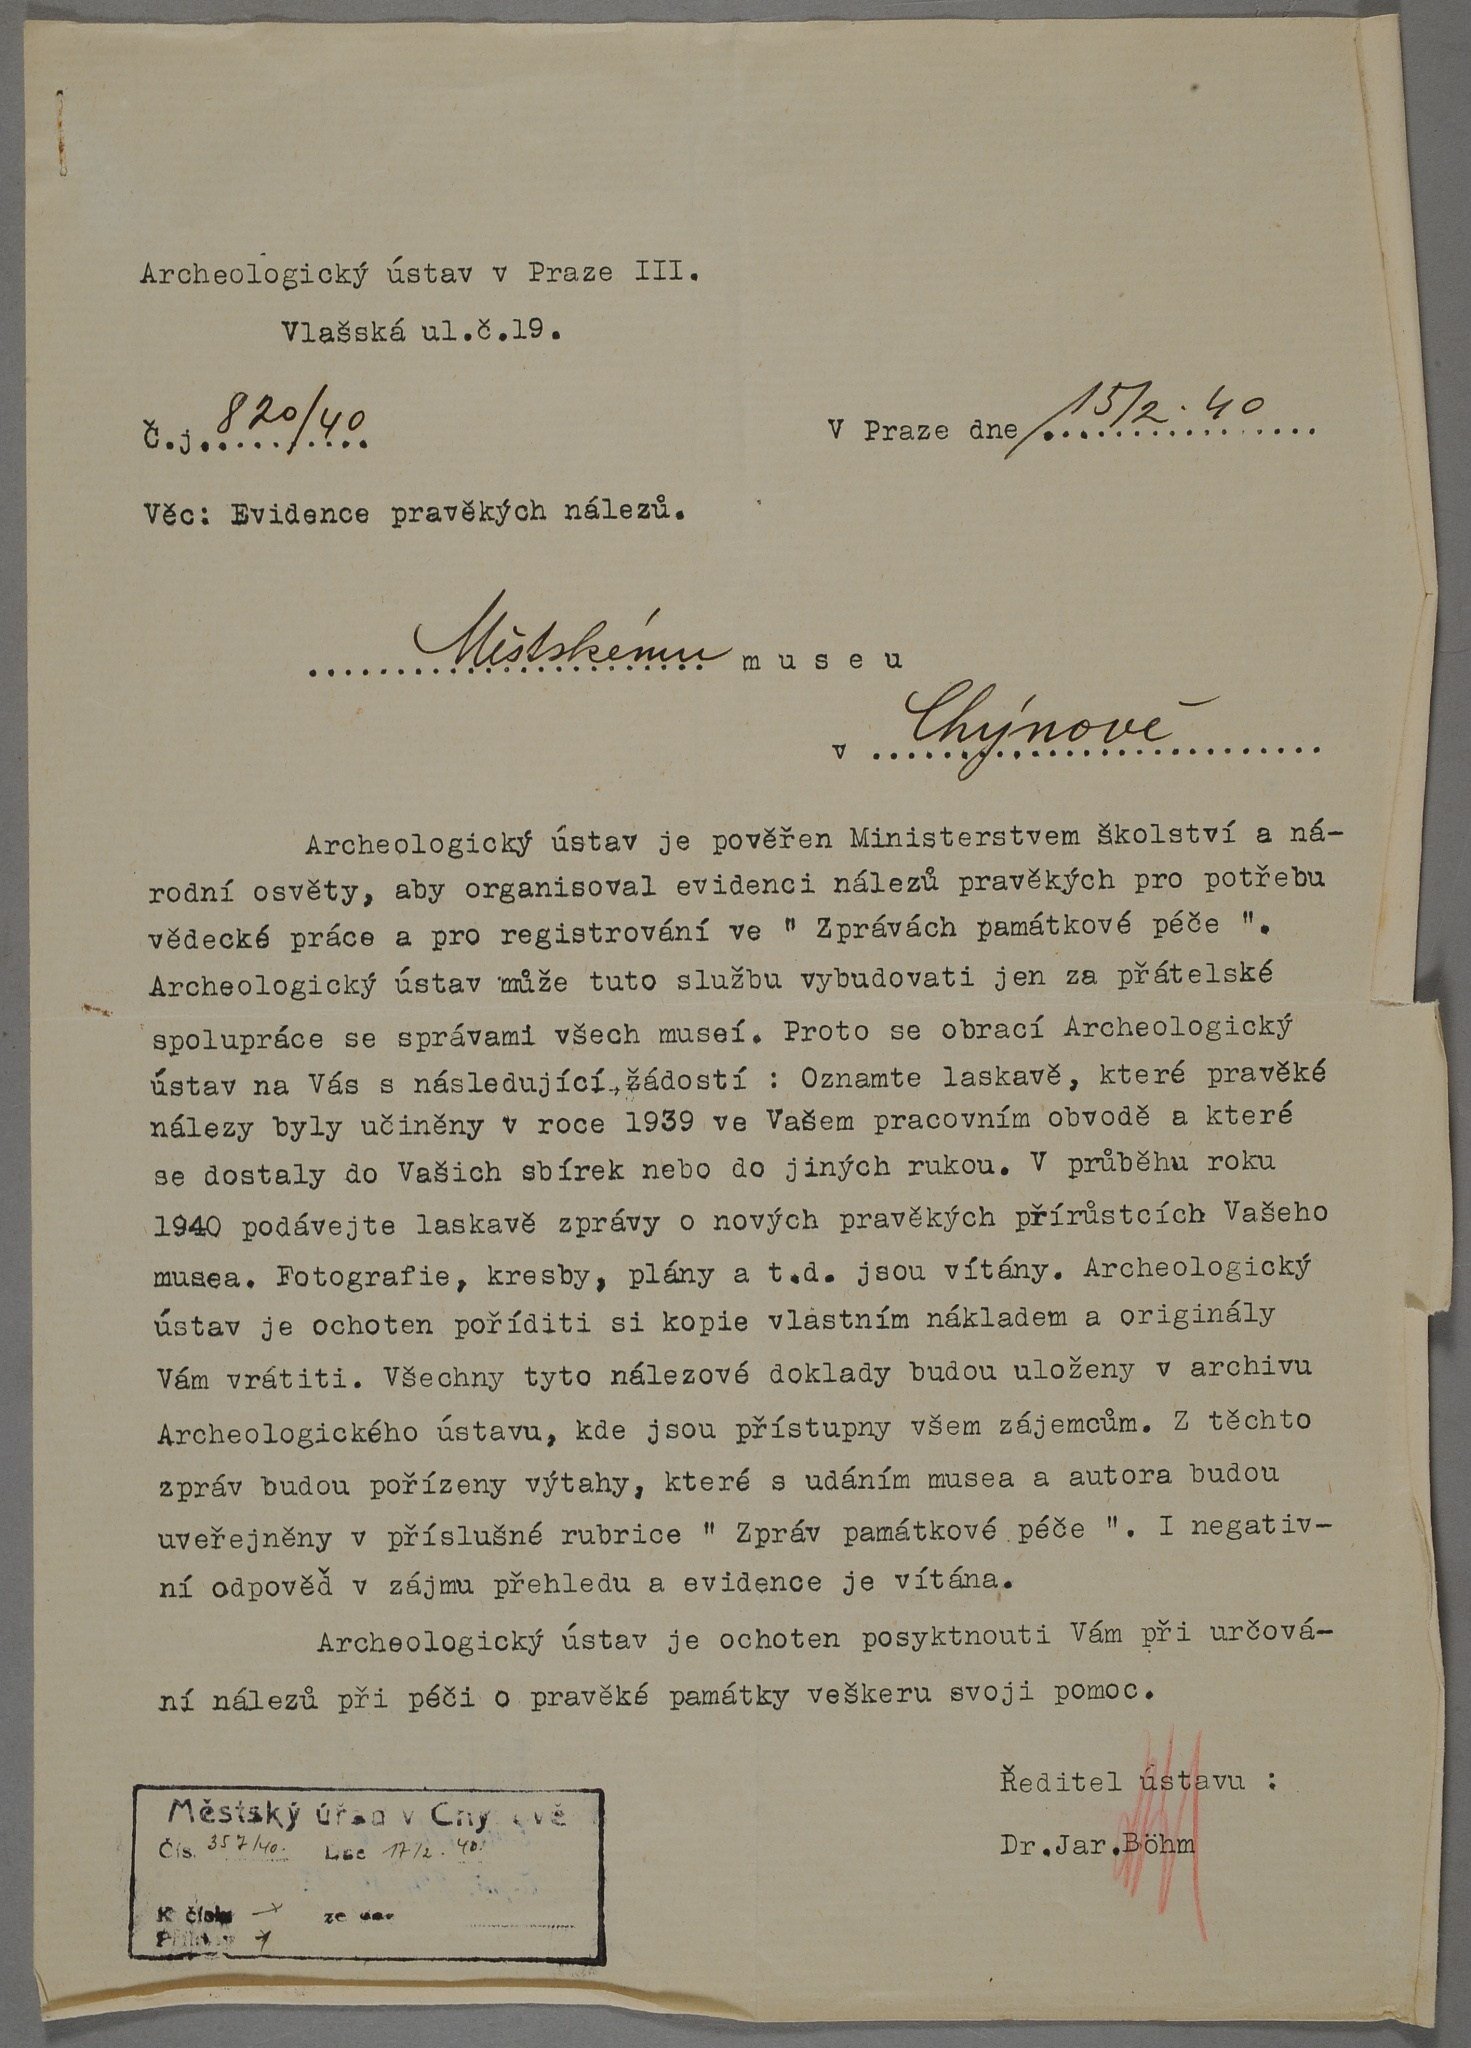 Archeologický ústav v Praze III.
Vlašská ul.č.19.
Č.j. 820/40
V Praze dne 15/2. 40
Věc: Evidence pravěkých nálezů.
Městskému museu
v Chýnově
Archeologický ústav je pověřen Ministerstvem školství a ná-
rodní osvěty, aby organisoval evidenci nálezů pravěkých pro potřebu
vědecké práce a pro registrování ve " Zprávách památkové péče ".
Archeologický ústav může tuto službu vybudovati jen za přátelské
spolupráce se správami všech museí. Proto se obrací Archeologický
ústav na Vás s následující žádostí : Oznamte laskavě, které pravěké
nálezy byly učiněny v roce 1939 ve Vašem pracovním obvodě a které
se dostaly do Vašich sbírek nebo do jiných rukou. V průběhu roku
1940 podávejte laskavě zprávy o nových pravěkých přírůstcích Vašeho
musea. Fotografie, kresby, plány a t.d. jsou vítány. Archeologický
ústav je ochoten poříditi si kopie vlastním nákladem a originály
Vám vrátiti. Všechny tyto nálezové doklady budou uloženy v archivu
Archeologického ústavu, kde jsou přístupny všem zájemcům. Z těchto
zpráv budou pořízeny výtahy, které s udáním musea a autora budou
uveřejněny v příslušné rubrice " Zpráv památkové péče ". I negativ-
ní odpověď v zájmu přehledu a evidence je vítána.
Archeologický ústav je ochoten posyktnouti Vám při určová-
ní nálezů při péči o pravěké památky veškeru svoji pomoc.
Ředitel ústavu :
Dr.Jar.Böhm
Městský úřad v Chýnově
Čís. 357/40. Dne 17/2. 40.
K číslu ze dne